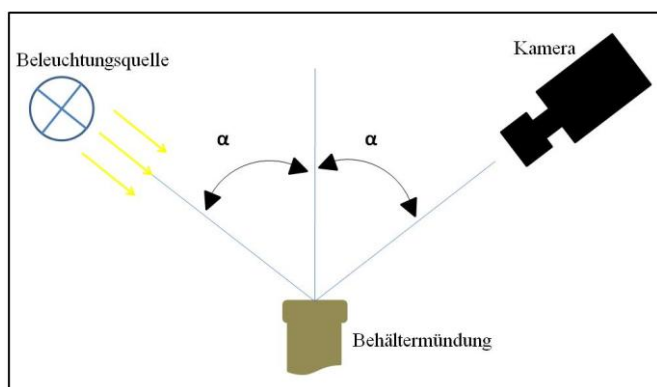 Kamera
Beleuchtungsquelle
α
α
Behältermündung